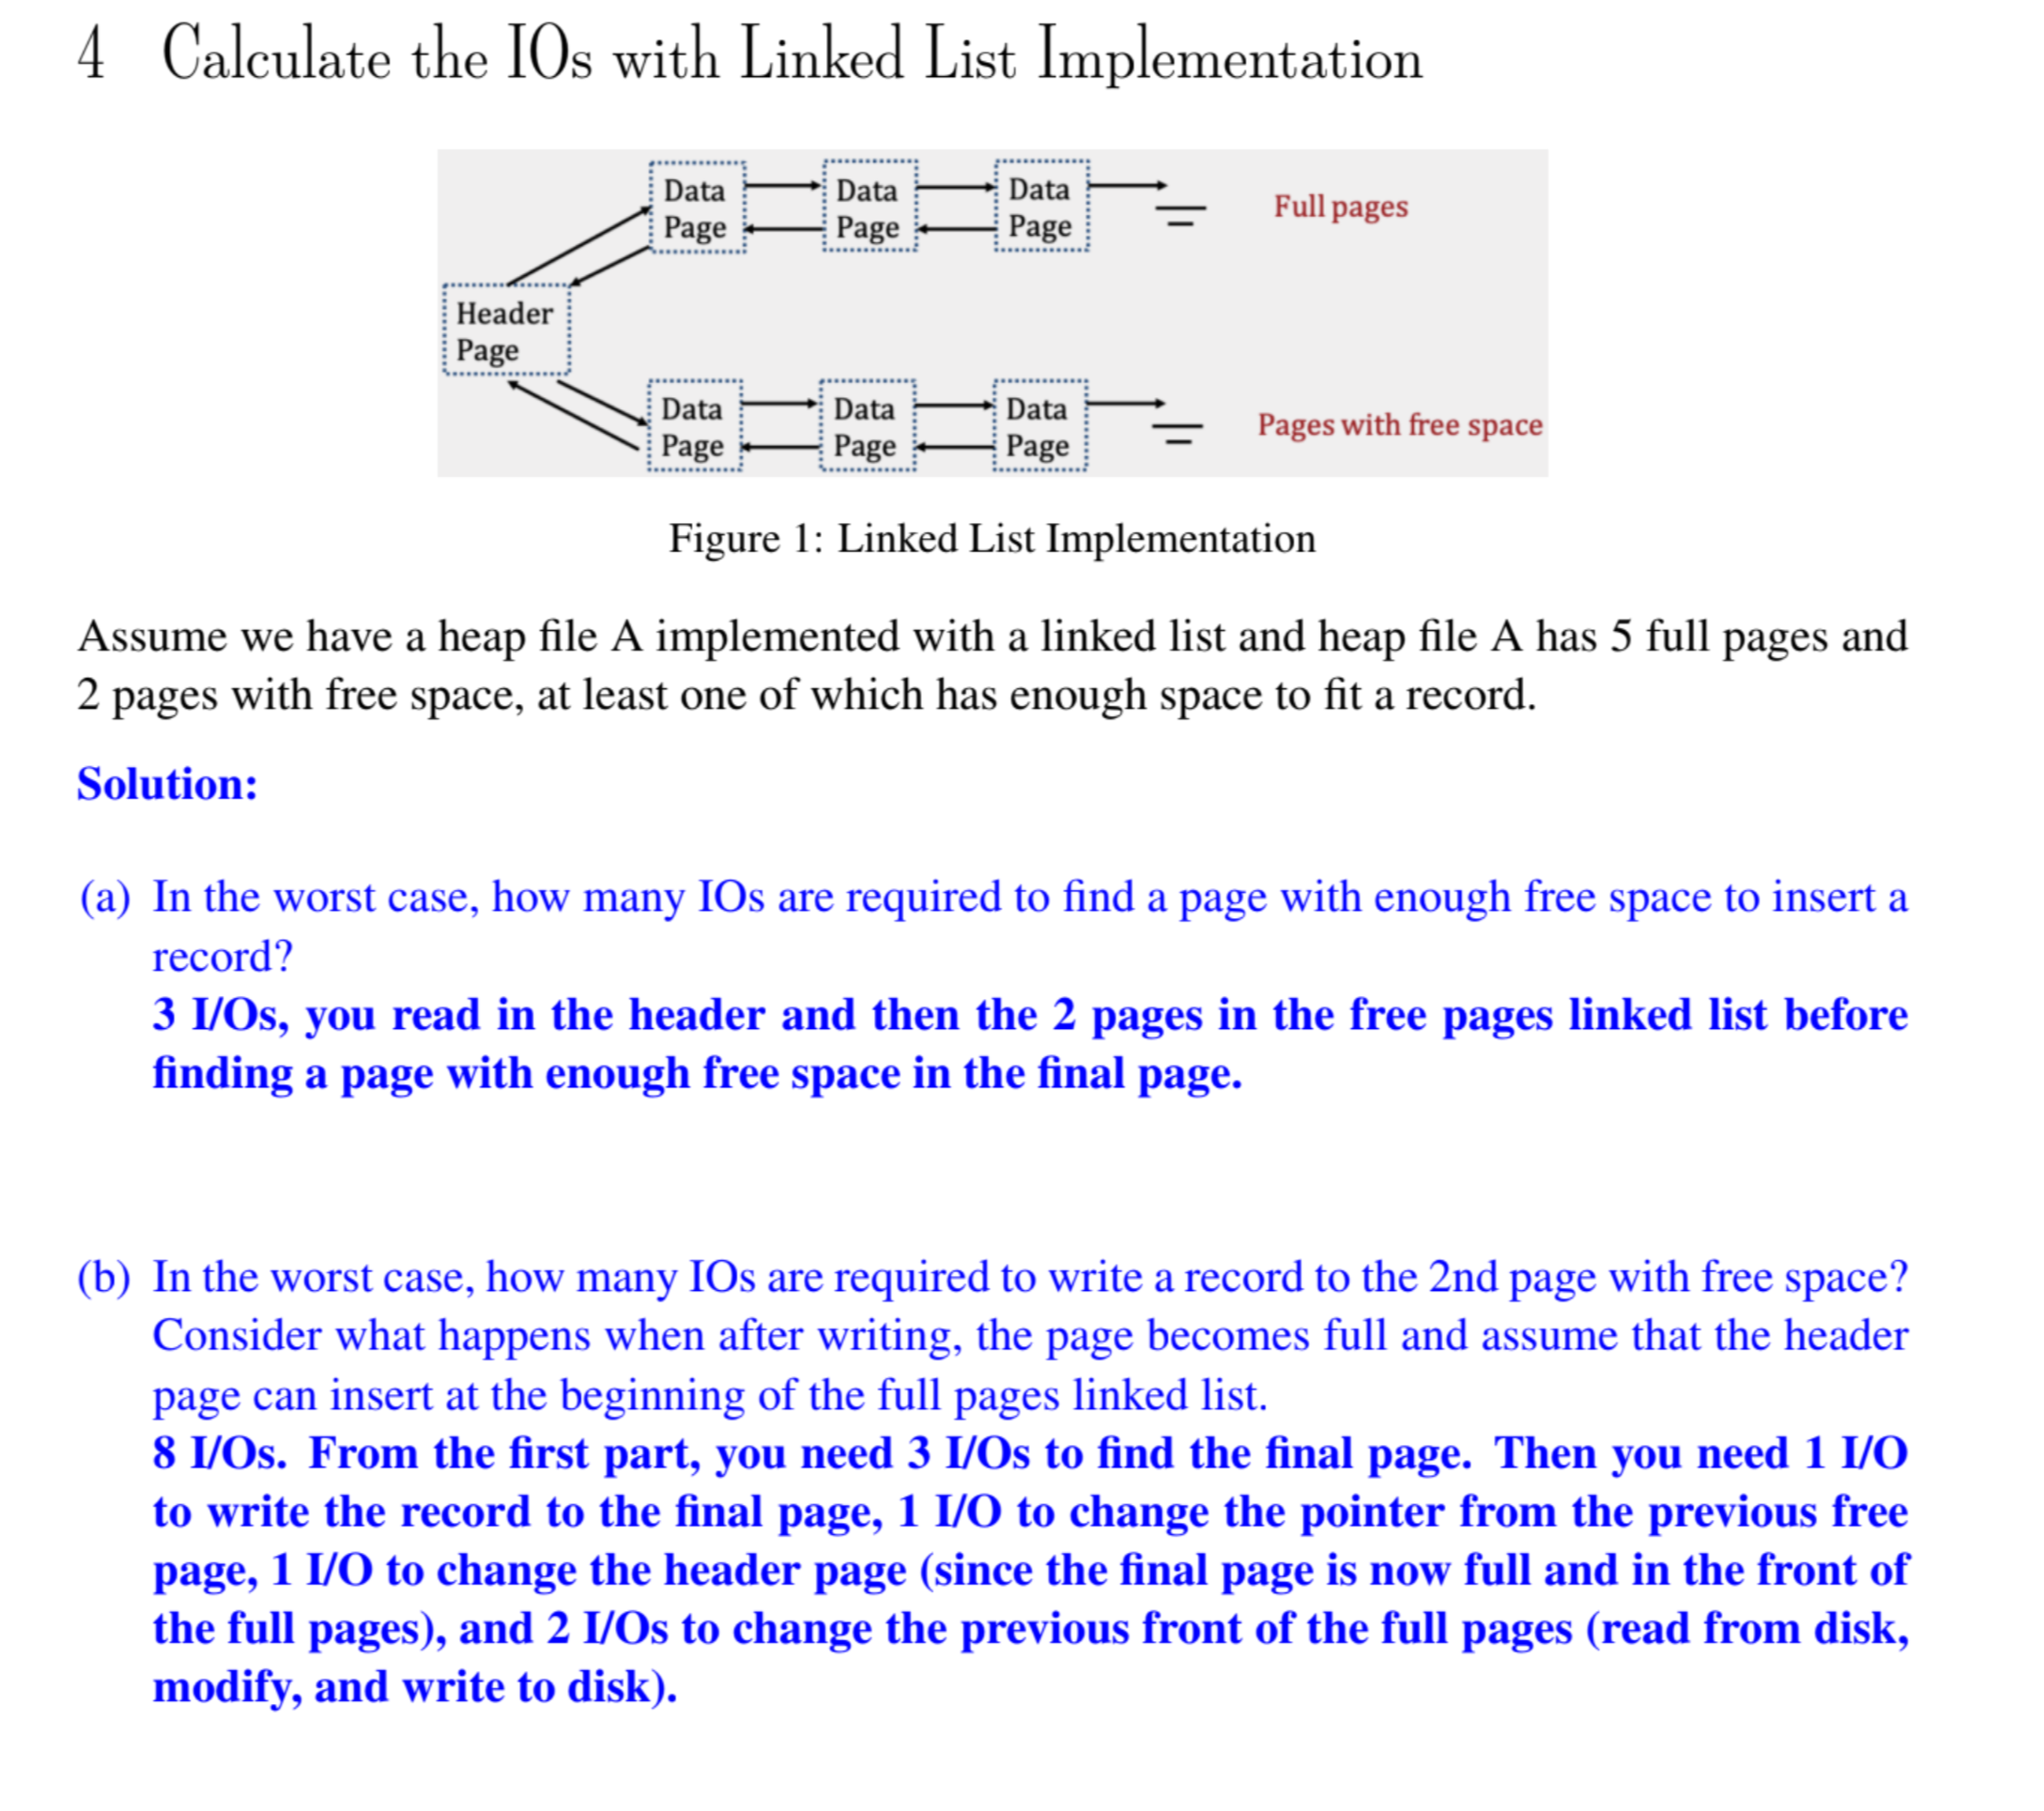 4 Calculate the IOs with Linked List Implementation
Data Page
Data Page
Data Page
Full pages
Header Page
Data Page
Data Page
Data Page
Pages with free space
Figure 1: Linked List Implementation
Assume we have a heap file A implemented with a linked list and heap file A has 5 full pages and
2 pages with free space, at least one of which has enough space to fit a record.
Solution:
(a) In the worst case, how many IOs are required to find a page with enough free space to insert a
record?
3 I/Os, you read in the header and then the 2 pages in the free pages linked list before
finding a page with enough free space in the final page.
(b) In the worst case, how many IOs are required to write a record to the 2nd page with free space?
Consider what happens when after writing, the page becomes full and assume that the header
page can insert at the beginning of the full pages linked list.
8 I/Os. From the first part, you need 3 I/Os to find the final page. Then you need 1 I/O
to write the record to the final page, 1 I/O to change the pointer from the previous free
page, 1 I/O to change the header page (since the final page is now full and in the front of
the full pages), and 2 I/Os to change the previous front of the full pages (read from disk,
modify, and write to disk).